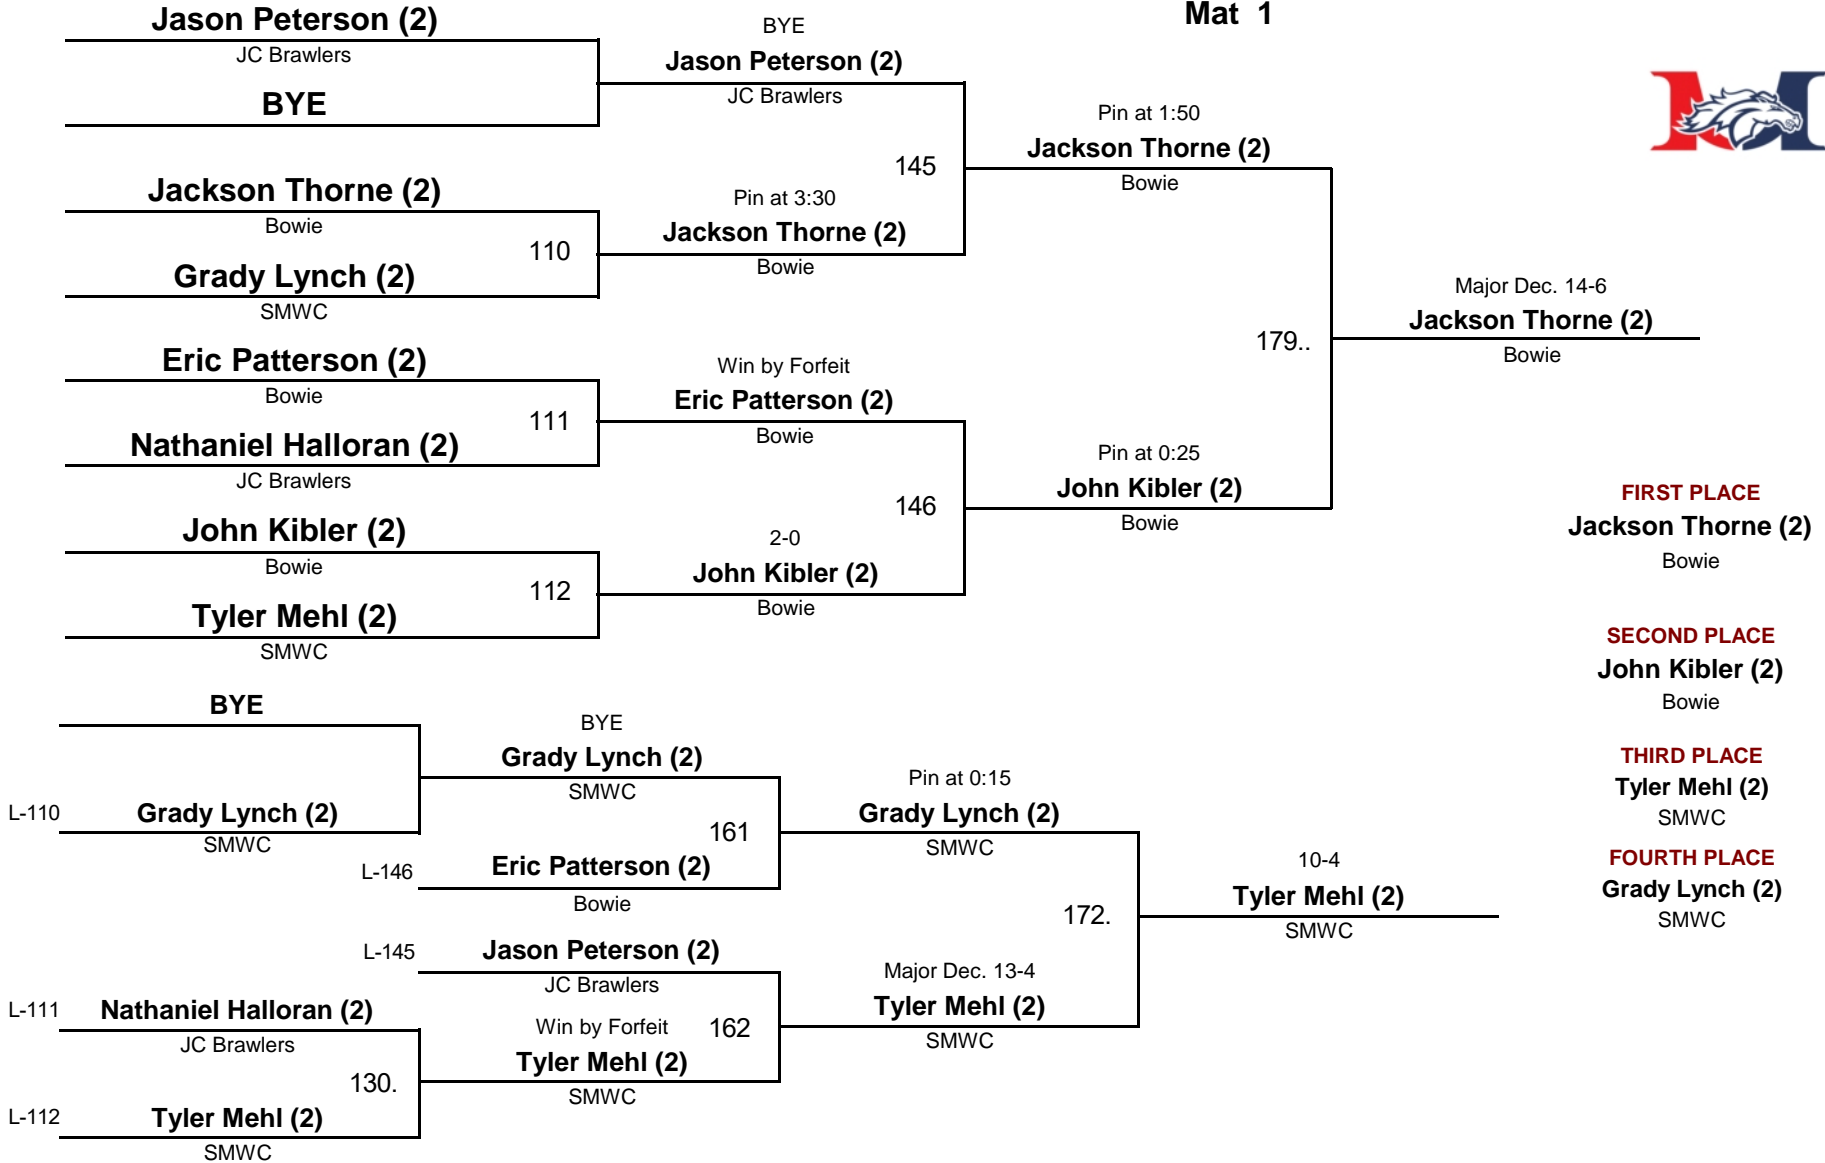 Mat 1
Jason Peterson (2)
JC Brawlers
BYE
Jackson Thorne (2)
Bowie
110
Grady Lynch (2)
SMWC
Eric Patterson (2)
Bowie
111
Nathaniel Halloran (2)
JC Brawlers
John Kibler (2)
Bowie
112
Tyler Mehl (2)
SMWC
BYE
Jason Peterson (2)
JC Brawlers
145
Pin at 3:30
Jackson Thorne (2)
Bowie
Win by Forfeit
Eric Patterson (2)
Bowie
146
2-0
John Kibler (2)
Bowie
Pin at 1:50
Jackson Thorne (2)
Bowie
179..
Pin at 0:25
John Kibler (2)
Bowie
Major Dec. 14-6
Jackson Thorne (2)
Bowie
FIRST PLACE
Jackson Thorne (2)
Bowie
SECOND PLACE
John Kibler (2)
Bowie
THIRD PLACE
Tyler Mehl (2)
SMWC
FOURTH PLACE
Grady Lynch (2)
SMWC
BYE
L-110
Grady Lynch (2)
SMWC
L-111
Nathaniel Halloran (2)
JC Brawlers
130.
L-112
Tyler Mehl (2)
SMWC
BYE
Grady Lynch (2)
SMWC
161
L-146
Eric Patterson (2)
Bowie
L-145
Jason Peterson (2)
JC Brawlers
Win by Forfeit
162
Tyler Mehl (2)
SMWC
Pin at 0:15
Grady Lynch (2)
SMWC
172.
Major Dec. 13-4
Tyler Mehl (2)
SMWC
10-4
Tyler Mehl (2)
SMWC